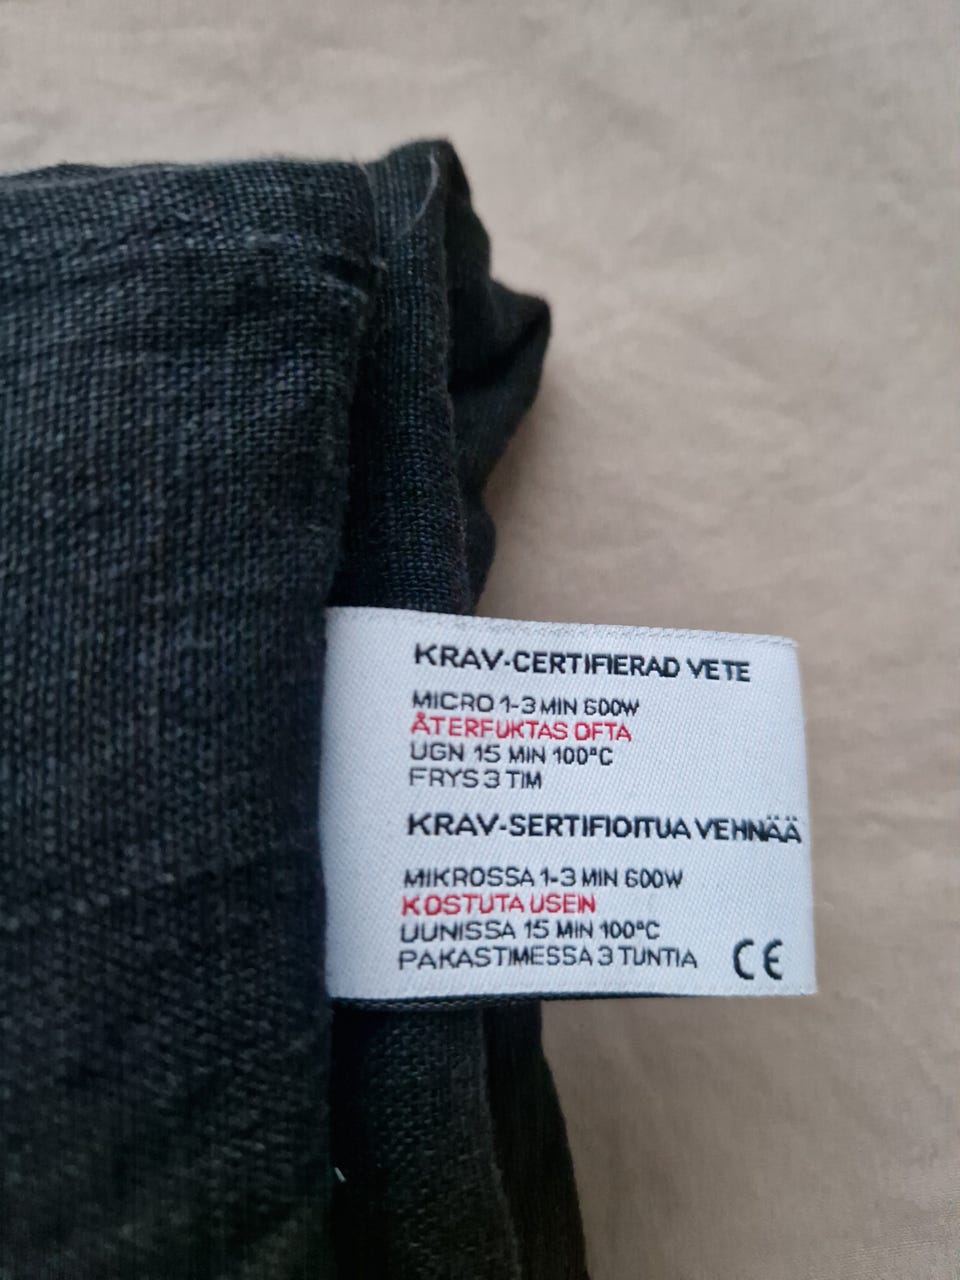 KRAV-CERTIFIERAD VETE
MICRO 1-3 MIN 600W
ÅTERFUKTAS OFTA
UGN 15 MIN 100°C
FRYS 3 TIM
KRAV-SERTIFIOITUA VEHNÄÄ
MIKROSSA 1-3 MIN 600W
KOSTUTA USEIN
UUNISSA 15 MIN 100°C
PAKASTIMESSA 3 TUNTIA
CE